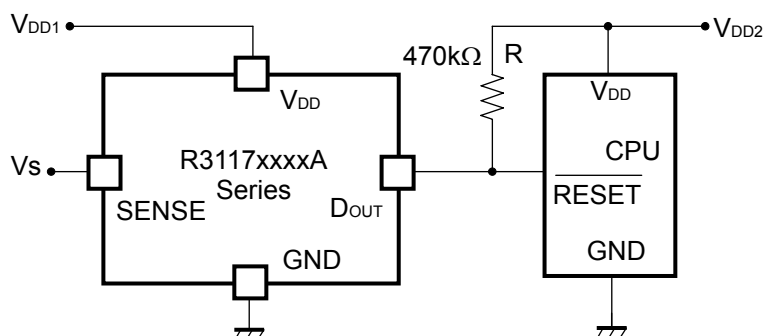 VDD1
VDD2
470kΩ R
VDD
VDD
R3117xxxxA
Series
CPU
Vs
SENSE
DOUT
RESET
GND
GND